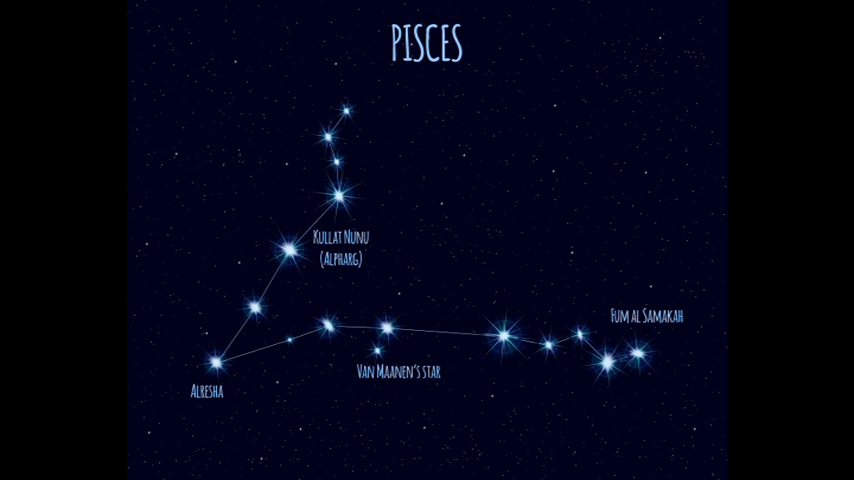 PISCES
KULLAT NUNU
(ALPHARG)
FUM AL SAMAKAH
VAN MAANEN'S STAR
ALRESHA